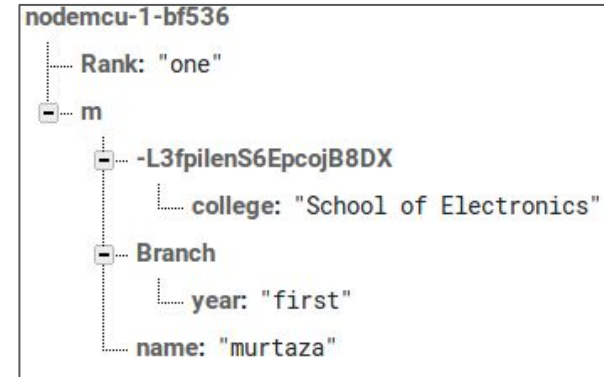 nodemcu-1-bf536
Rank: "one"
m
-L3fpilenS6EpcojB8DX
college: "School of Electronics"
Branch
year: "first"
name: "murtaza"